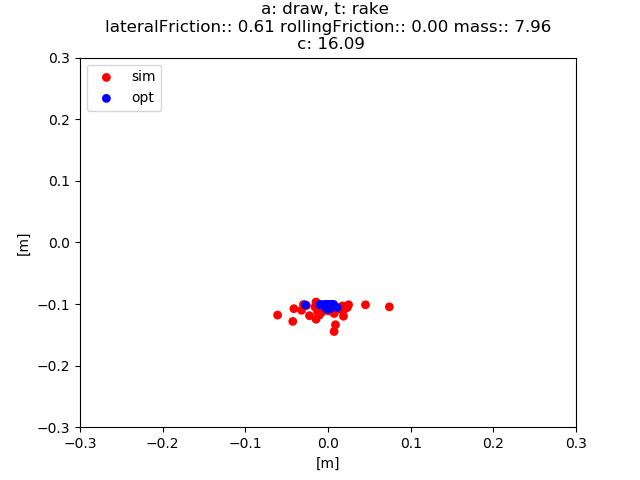 a: draw, t: rake
lateralFriction:: 0.61 rollingFriction:: 0.00 mass:: 7.96
c: 16.09
sim
opt
0.3
0.2
0.1
0.0
−0.1
−0.2
−0.3
[m]
−0.3 −0.2 −0.1 0.0 0.1 0.2 0.3
[m]